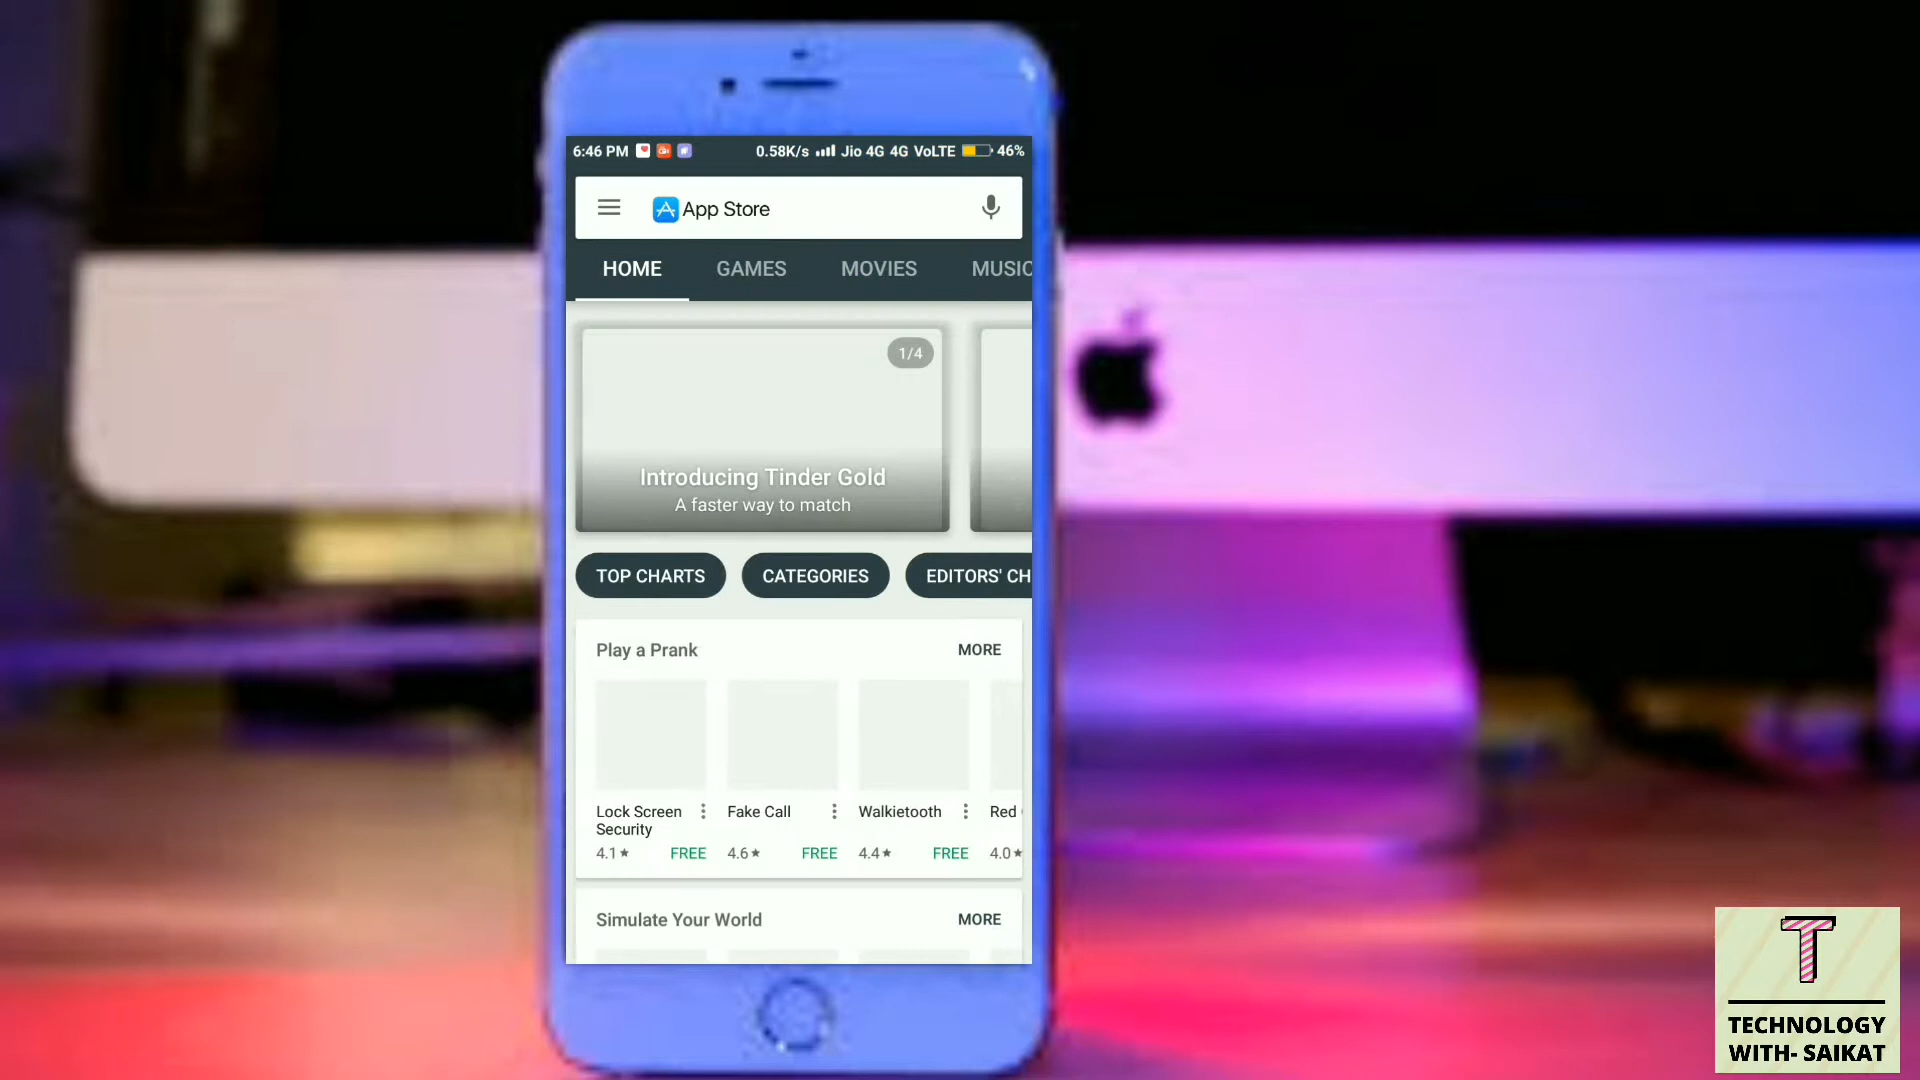 6:46 PM 0.58K/s Jio 4G 4G VoLTE 46%
App Store
HOME GAMES MOVIES MUSIC
1/4
Introducing Tinder Gold
A faster way to match
TOP CHARTS CATEGORIES EDITORS' CH
Play a Prank MORE
Lock Screen Fake Call Walkietooth Red
Security
4.1★ FREE 4.6★ FREE 4.4★ FREE 4.0★
Simulate Your World MORE
T
TECHNOLOGY
WITH- SAIKAT